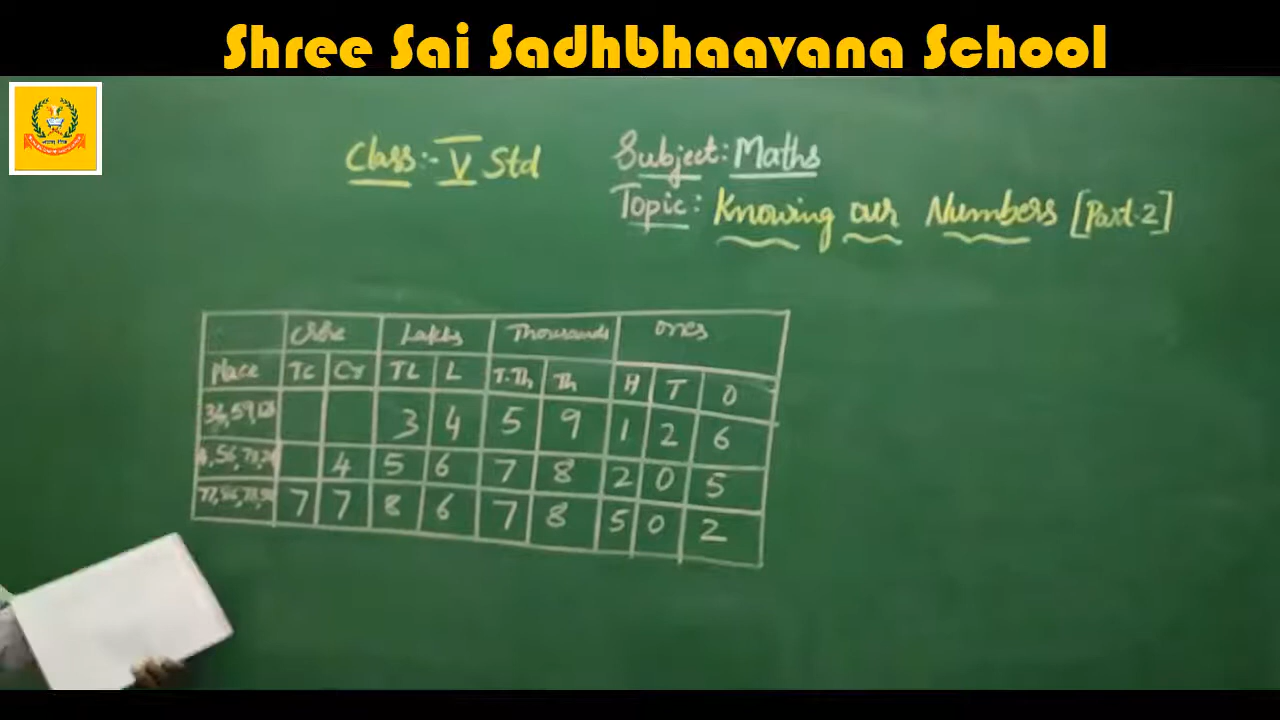 Shree Sai Sadhbhaavana School
Class:- V Std
Subject: Maths
Topic: Knowing our Numbers [Part-2]
Lakhs Thousands Ones
Place TC Cr TL L T.Th Th H T O
3 4 5 9 1 2 6
4 5 6 7 8 2 0 5
7 7 8 6 7 8 5 0 2